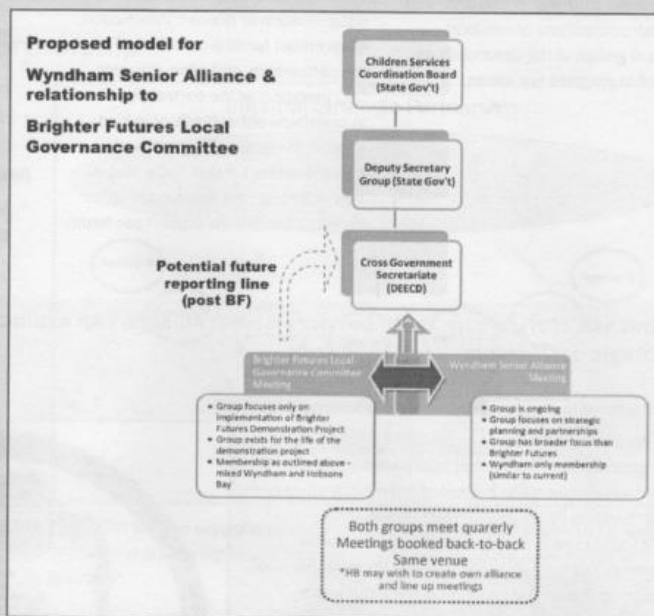 Proposed model for
Wyndham Senior Alliance &
relationship to
Brighter Futures Local
Governance Committee
Children Services
Coordination Board
(State Gov't)
Deputy Secretary
Group (State Gov't)
Cross Government
Secretariate
(DEECD)
Potential future
reporting line
(post BF)
Brighter Futures Local
Governance Committee
Meeting
Wyndham Senior Alliance
Meeting
• Group focuses only on
Implementation of Brighter
Futures Demonstration Project
• Group exists for the life of the
demonstration project
• Membership as outlined above -
mixed Wyndham and Hobsons
Bay
• Group is ongoing
• Group focuses on strategic
planning and partnerships
• Group has broader focus than
Brighter Futures
• Wyndham only membership
(similar to current)
Both groups meet quarerly
Meetings booked back-to-back
Same venue
*HB may wish to create own alliance
and line up meetings